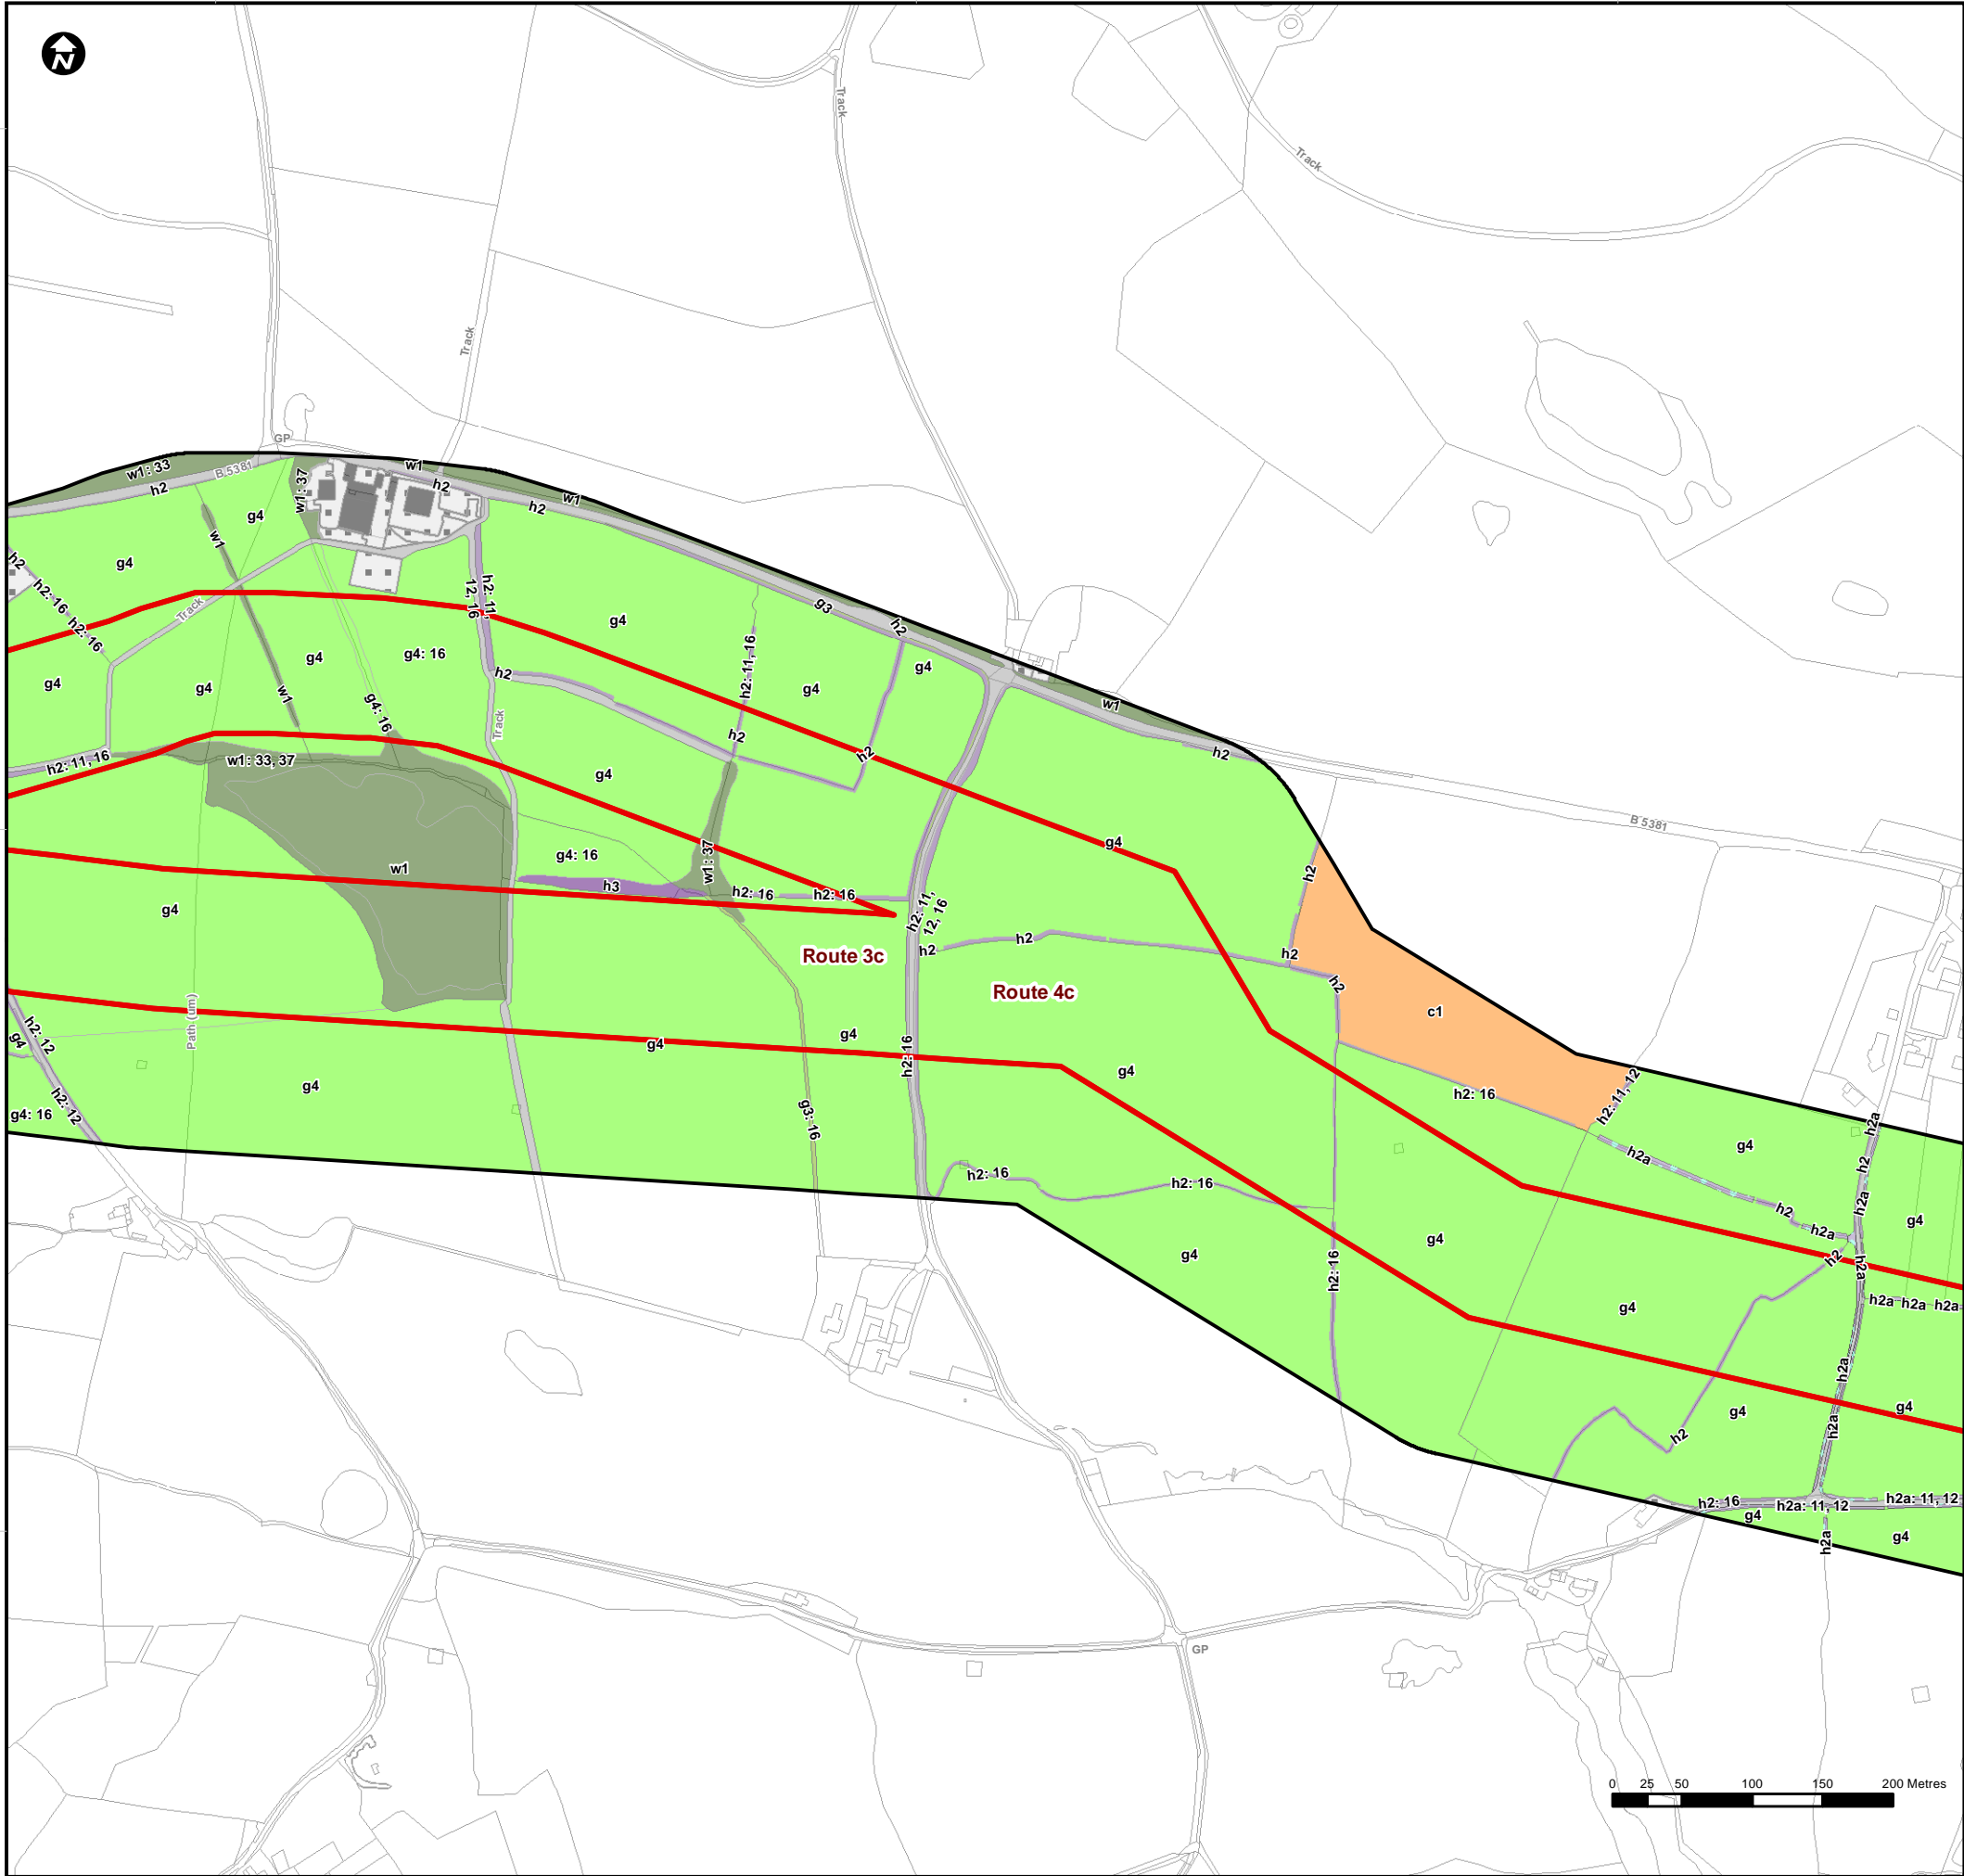 N
Track
Track
Track
GP
w1: 33
B 5381
h2
w1: 37
w1
h2
w1
h2
g4
w1
g4
h2
h2: 16
h2: 16
Track
h2: 11,
12, 16
g4
g3
h2
g4
g4: 16
h2: 11, 16
g4
g4
g4
g4
w1
g4: 16
h2
Track
h2
h2
w1
h2
h2: 11, 16
w1: 33, 37
g4
B 5381
g4
g4: 16
w1: 37
w1
h3
h2: 16
h2: 16
h2
g4
h2: 11,
12, 16
h2
h2
h2
Route 3c
h2
Route 4c
c1
Path (um)
h2: 12
g4
g4
g4
h2: 16
g4
g4
h2: 12
g4: 16
g3: 16
h2: 16
h2: 11, 12
h2a
g4
h2a
h2
h2: 16
h2: 16
h2a
h2
h2a
g4
g4
g4
h2
h2a
h2: 16
h2a
h2a
h2a
g4
h2a
g4
g4
h2a
h2
h2: 16
h2a: 11, 12
h2a: 11, 12
g4
g4
h2a
GP
0 25 50 100 150 200 Metres